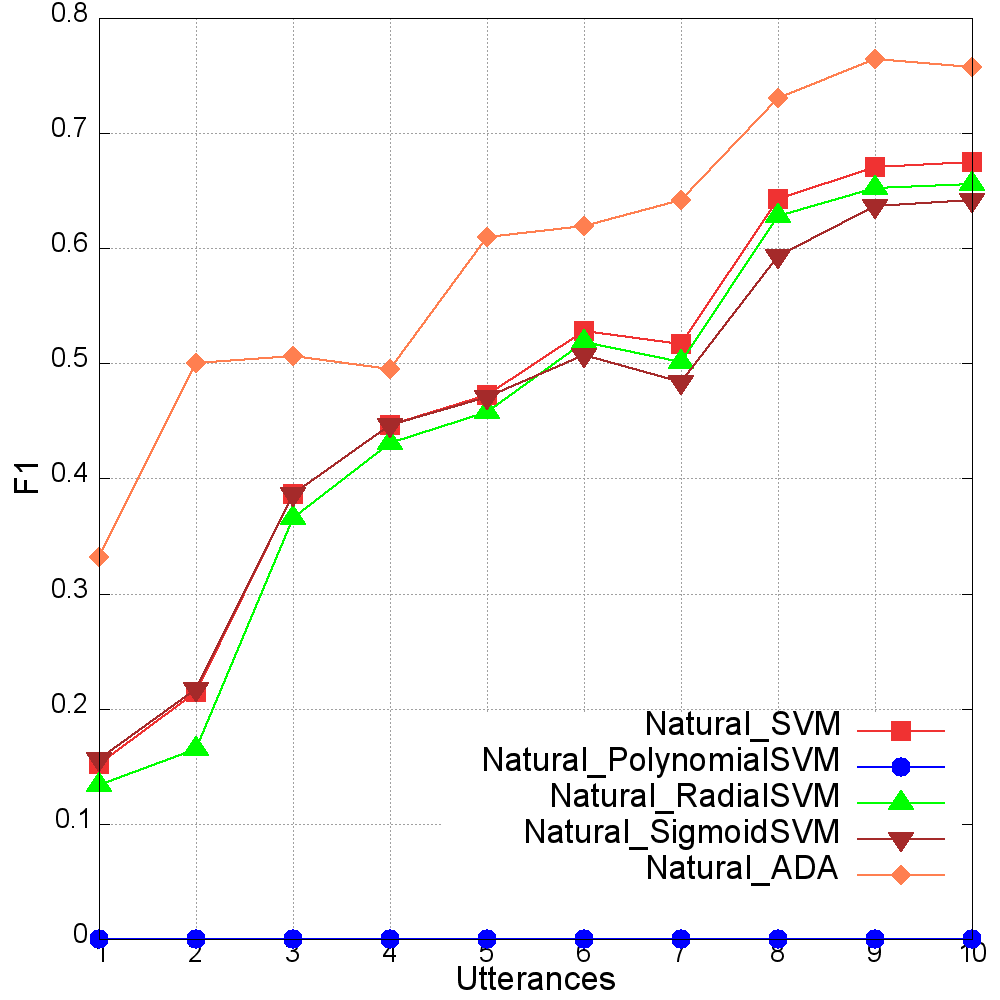 0.8
0.7
0.6
0.5
0.4
0.3
0.2
0.1
0
F1
Natural_SVM
Natural_PolynomialSVM
Natural_RadialSVM
Natural_SigmoidSVM
Natural_ADA
1 2 3 4 5 6 7 8 9 10
Utterances